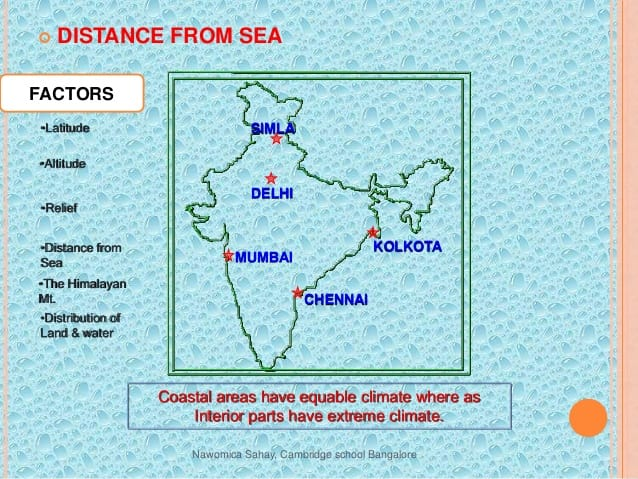 DISTANCE FROM SEA
FACTORS
•Latitude
•Altitude
•Relief
•Distance from
Sea
•The Himalayan
Mt.
•Distribution of
Land & water
SIMLA
DELHI
MUMBAI
KOLKOTA
CHENNAI
Coastal areas have equable climate where as
Interior parts have extreme climate.
Nawomica Sahay, Cambridge school Bangalore